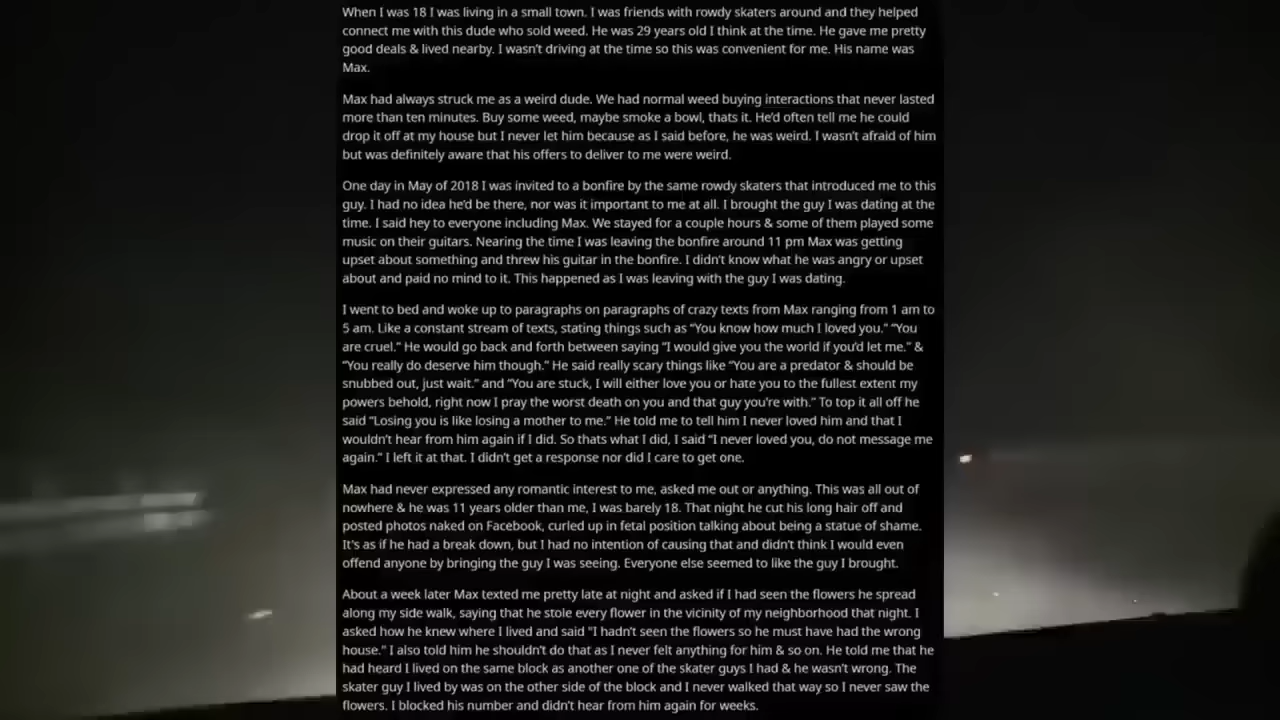 When I was 18 I was living in a small town. I was friends with rowdy skaters around and they helped
connect me with this dude who sold weed. He was 29 years old I think at the time. He gave me pretty
good deals & lived nearby. I wasn't driving at the time so this was convenient for me. His name was
Max.
Max had always struck me as a weird dude. We had normal weed buying interactions that never lasted
more than ten minutes. Buy some weed, maybe smoke a bowl, thats it. He'd often tell me he could
drop it off at my house but I never let him because as I said before, he was weird. I wasn't afraid of him
but was definitely aware that his offers to deliver to me were weird.
One day in May of 2018 I was invited to a bonfire by the same rowdy skaters that introduced me to this
guy. I had no idea he'd be there, nor was it important to me at all. I brought the guy I was dating at the
time. I said hey to everyone including Max. We stayed for a couple hours & some of them played some
music on their guitars. Nearing the time I was leaving the bonfire around 11 pm Max was getting
upset about something and threw his guitar in the bonfire. I didn't know what he was angry or upset
about and paid no mind to it. This happened as I was leaving with the guy I was dating.
I went to bed and woke up to paragraphs on paragraphs of crazy texts from Max ranging from 1 am to
5 am. Like a constant stream of texts, stating things such as "You know how much I loved you." "You
are cruel." He would go back and forth between saying "I would give you the world if you'd let me." &
"You really do deserve him though." He said really scary things like "You are a predator & should be
snubbed out, just wait." and "You are stuck, I will either love you or hate you to the fullest extent my
powers behold, right now I pray the worst death on you and that guy you're with." To top it all off he
said "Losing you is like losing a mother to me." He told me to tell him I never loved him and that I
wouldn't hear from him again if I did. So thats what I did, I said "I never loved you, do not message me
again." I left it at that. I didn't get a response nor did I care to get one.
Max had never expressed any romantic interest to me, asked me out or anything. This was all out of
nowhere & he was 11 years older than me, I was barely 18. That night he cut his long hair off and
posted photos naked on Facebook, curled up in fetal position talking about being a statue of shame.
It's as if he had a break down, but I had no intention of causing that and didn't think I would even
offend anyone by bringing the guy I was seeing. Everyone else seemed to like the guy I brought.
About a week later Max texted me pretty late at night and asked if I had seen the flowers he spread
along my side walk, saying that he stole every flower in the vicinity of my neighborhood that night. I
asked how he knew where I lived and said "I hadn't seen the flowers so he must have had the wrong
house." I also told him he shouldn't do that as I never felt anything for him & so on. He told me that he
had heard I lived on the same block as another one of the skater guys I had & he wasn't wrong. The
skater guy I lived by was on the other side of the block and I never walked that way so I never saw the
flowers. I blocked his number and didn't hear from him again for weeks.